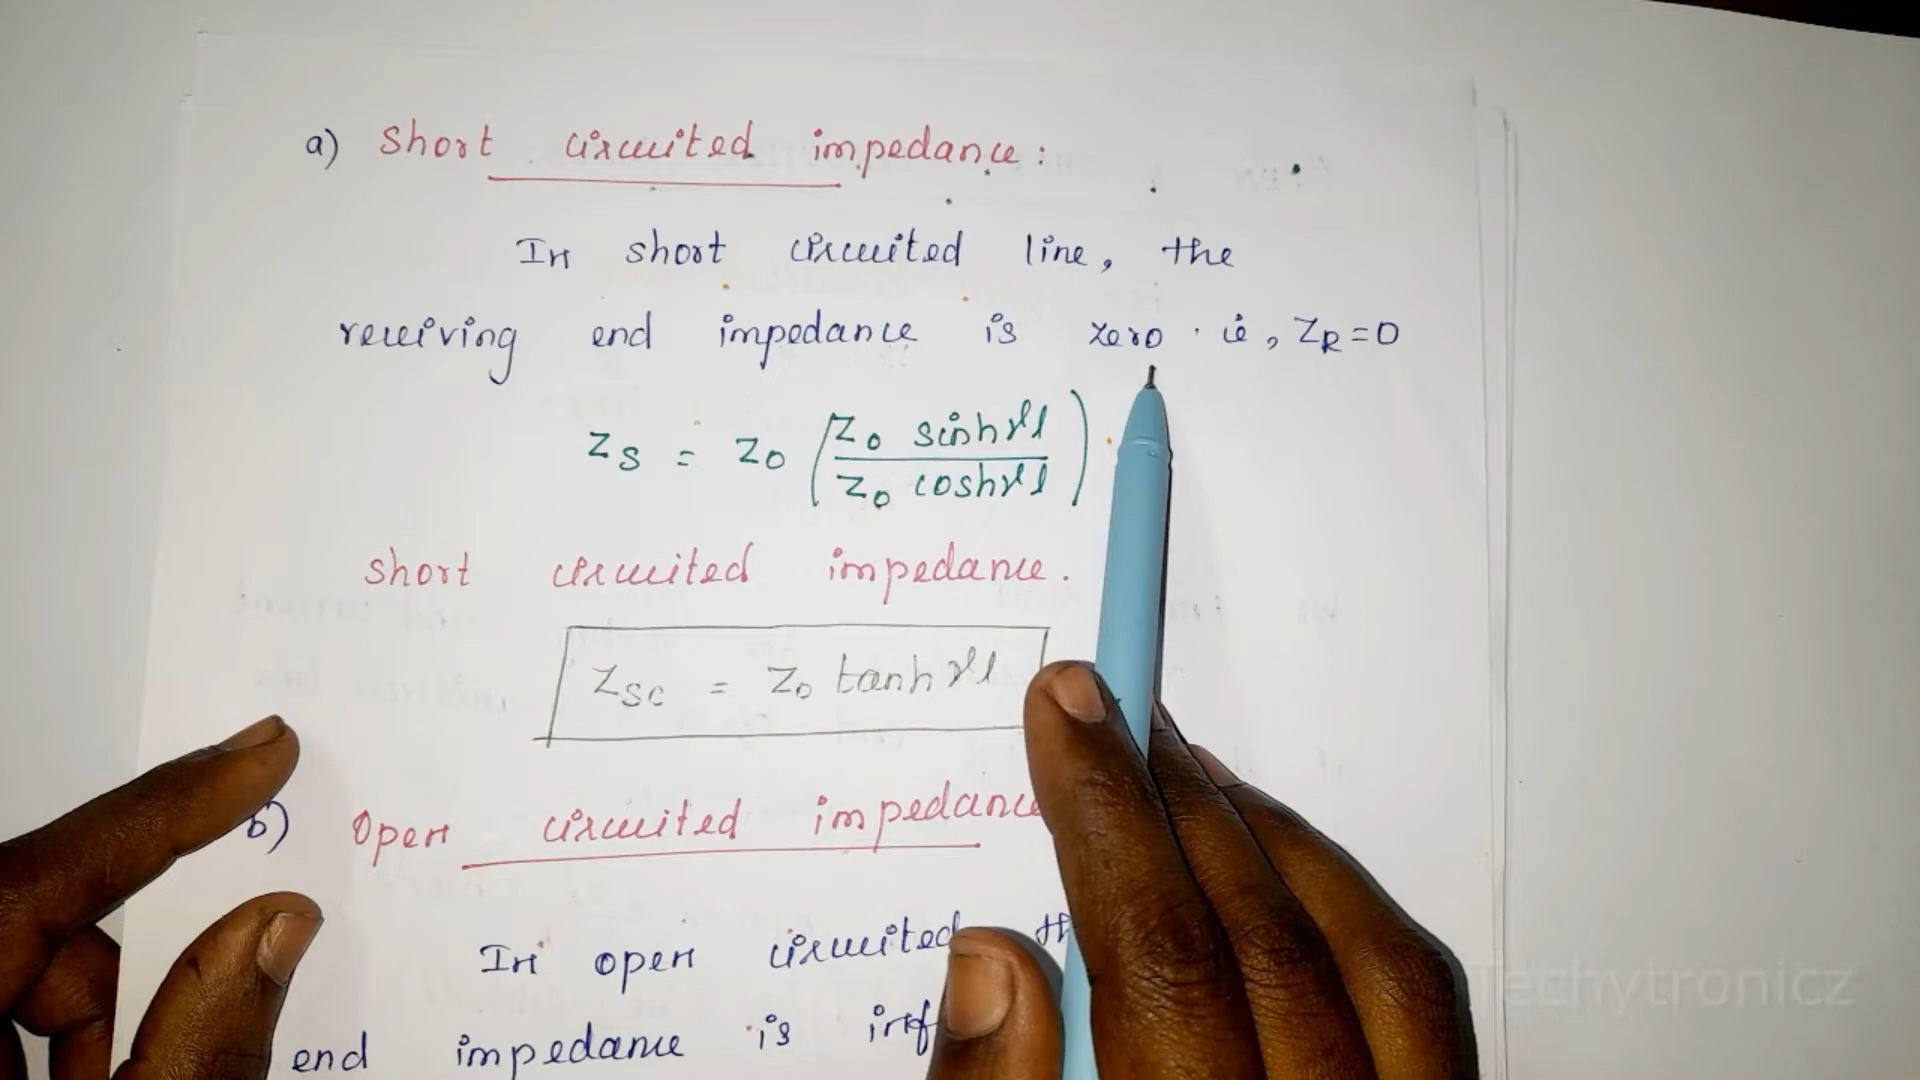 a) Short circuited impedance:
In short circuited line, the
receiving end impedance is zero. ie, ZR=0
ZS = Z0 (Z0 sinhγl / Z0 coshγl)
short circuited impedance.
ZSC = Z0 tanhγl
b) Open circuited impedance
In open circuited
end impedance is
Techytronicz